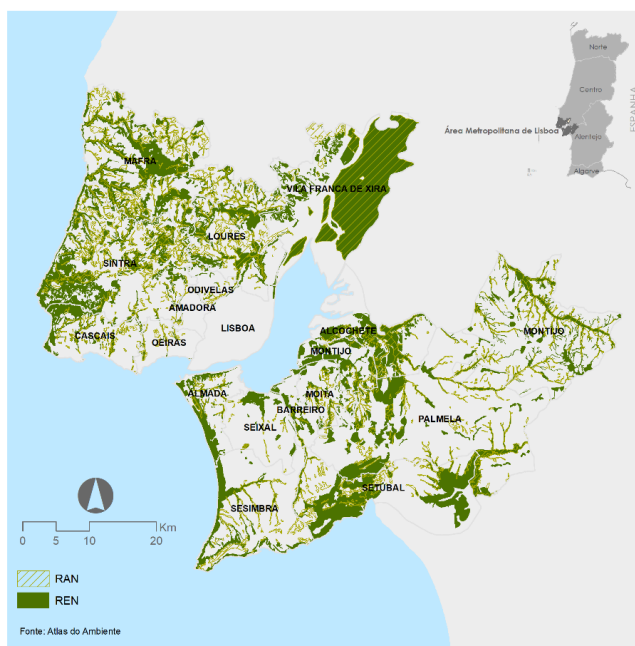 Norte
Centro
ESPANHA
Área Metropolitana de Lisboa
Alentejo
Algarve
MAFRA
VILA FRANCA DE XIRA
LOURES
SINTRA
ODIVELAS
AMADORA
LISBOA
CASCAIS
OEIRAS
ALCOCHETE
MONTIJO
MONTIJO
ALMADA
MOITA
BARREIRO
SEIXAL
PALMELA
SETÚBAL
SESIMBRA
Km
0 5 10 20
RAN
REN
Fonte: Atlas do Ambiente